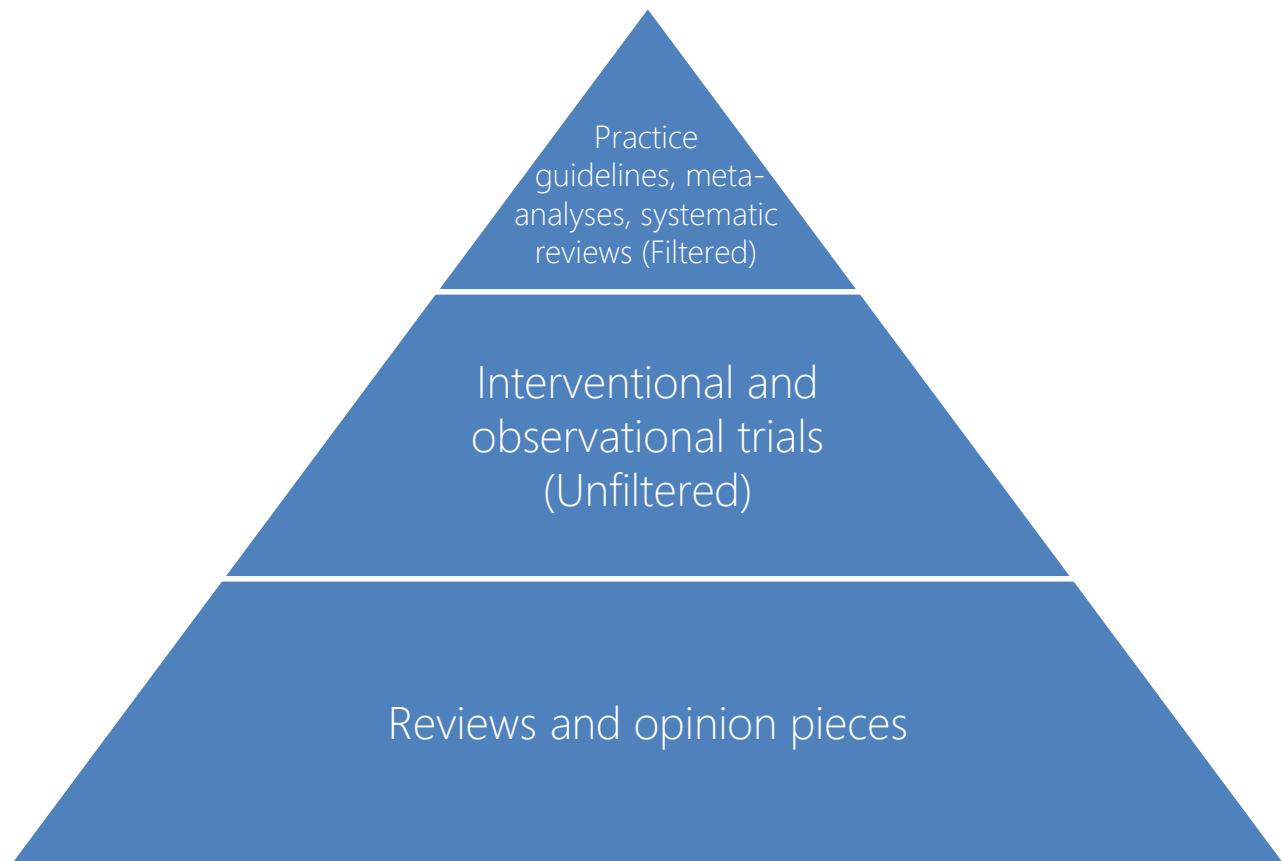 Practice
guidelines, meta-
analyses, systematic
reviews (Filtered)
Interventional and
observational trials
(Unfiltered)
Reviews and opinion pieces